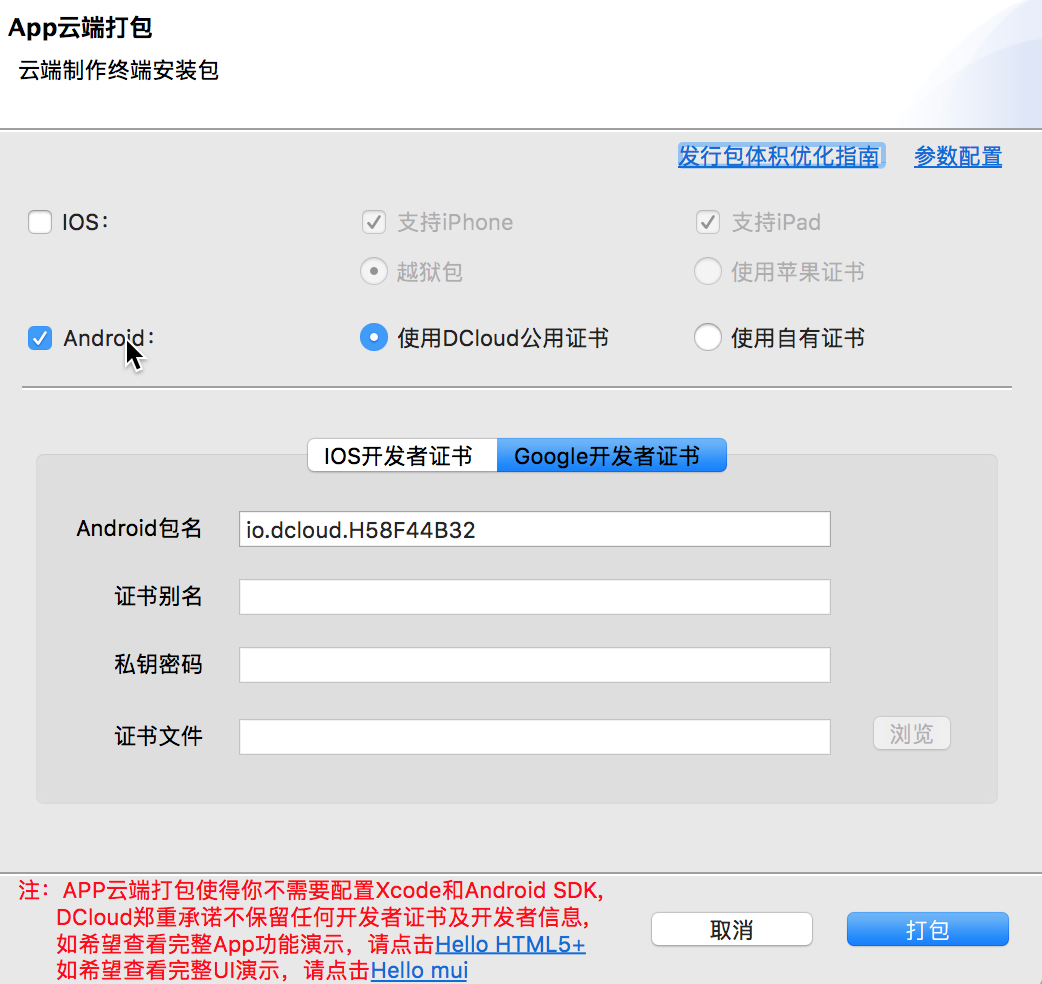 App云端打包
云端制作终端安装包
发行包体积优化指南 参数配置
IOS: 支持iPhone 支持iPad
越狱包 使用苹果证书
Android: 使用DCloud公用证书 使用自有证书
IOS开发者证书 Google开发者证书
Android包名 io.dcloud.H58F44B32
证书别名
私钥密码
证书文件 浏览
注：APP云端打包使得你不需要配置Xcode和Android SDK,
DCloud郑重承诺不保留任何开发者证书及开发者信息,
如希望查看完整App功能演示，请点击Hello HTML5+
如希望查看完整UI演示，请点击Hello mui
取消 打包